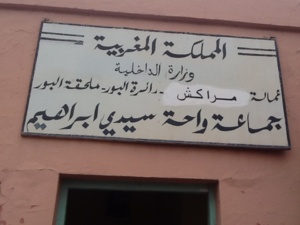 المملكة المغربية
وزارة الداخلية
عمالة مراكش - دائرة البور - ملحقة البور
جماعة واحة سيدي ابراهيم